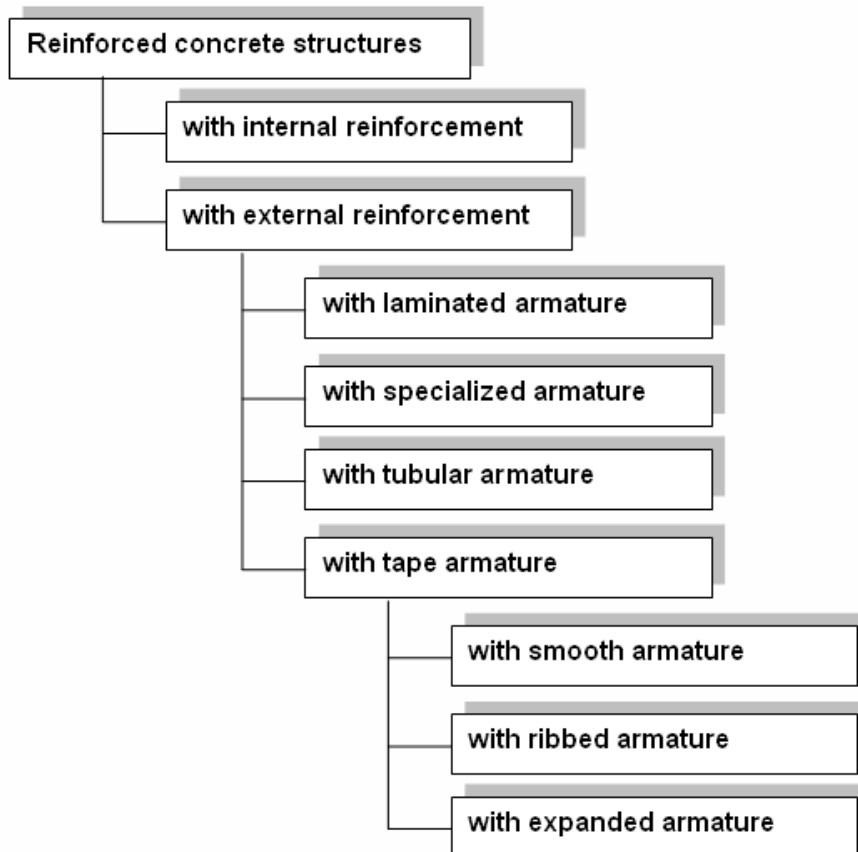 Reinforced concrete structures
with internal reinforcement
with external reinforcement
with laminated armature
with specialized armature
with tubular armature
with tape armature
with smooth armature
with ribbed armature
with expanded armature